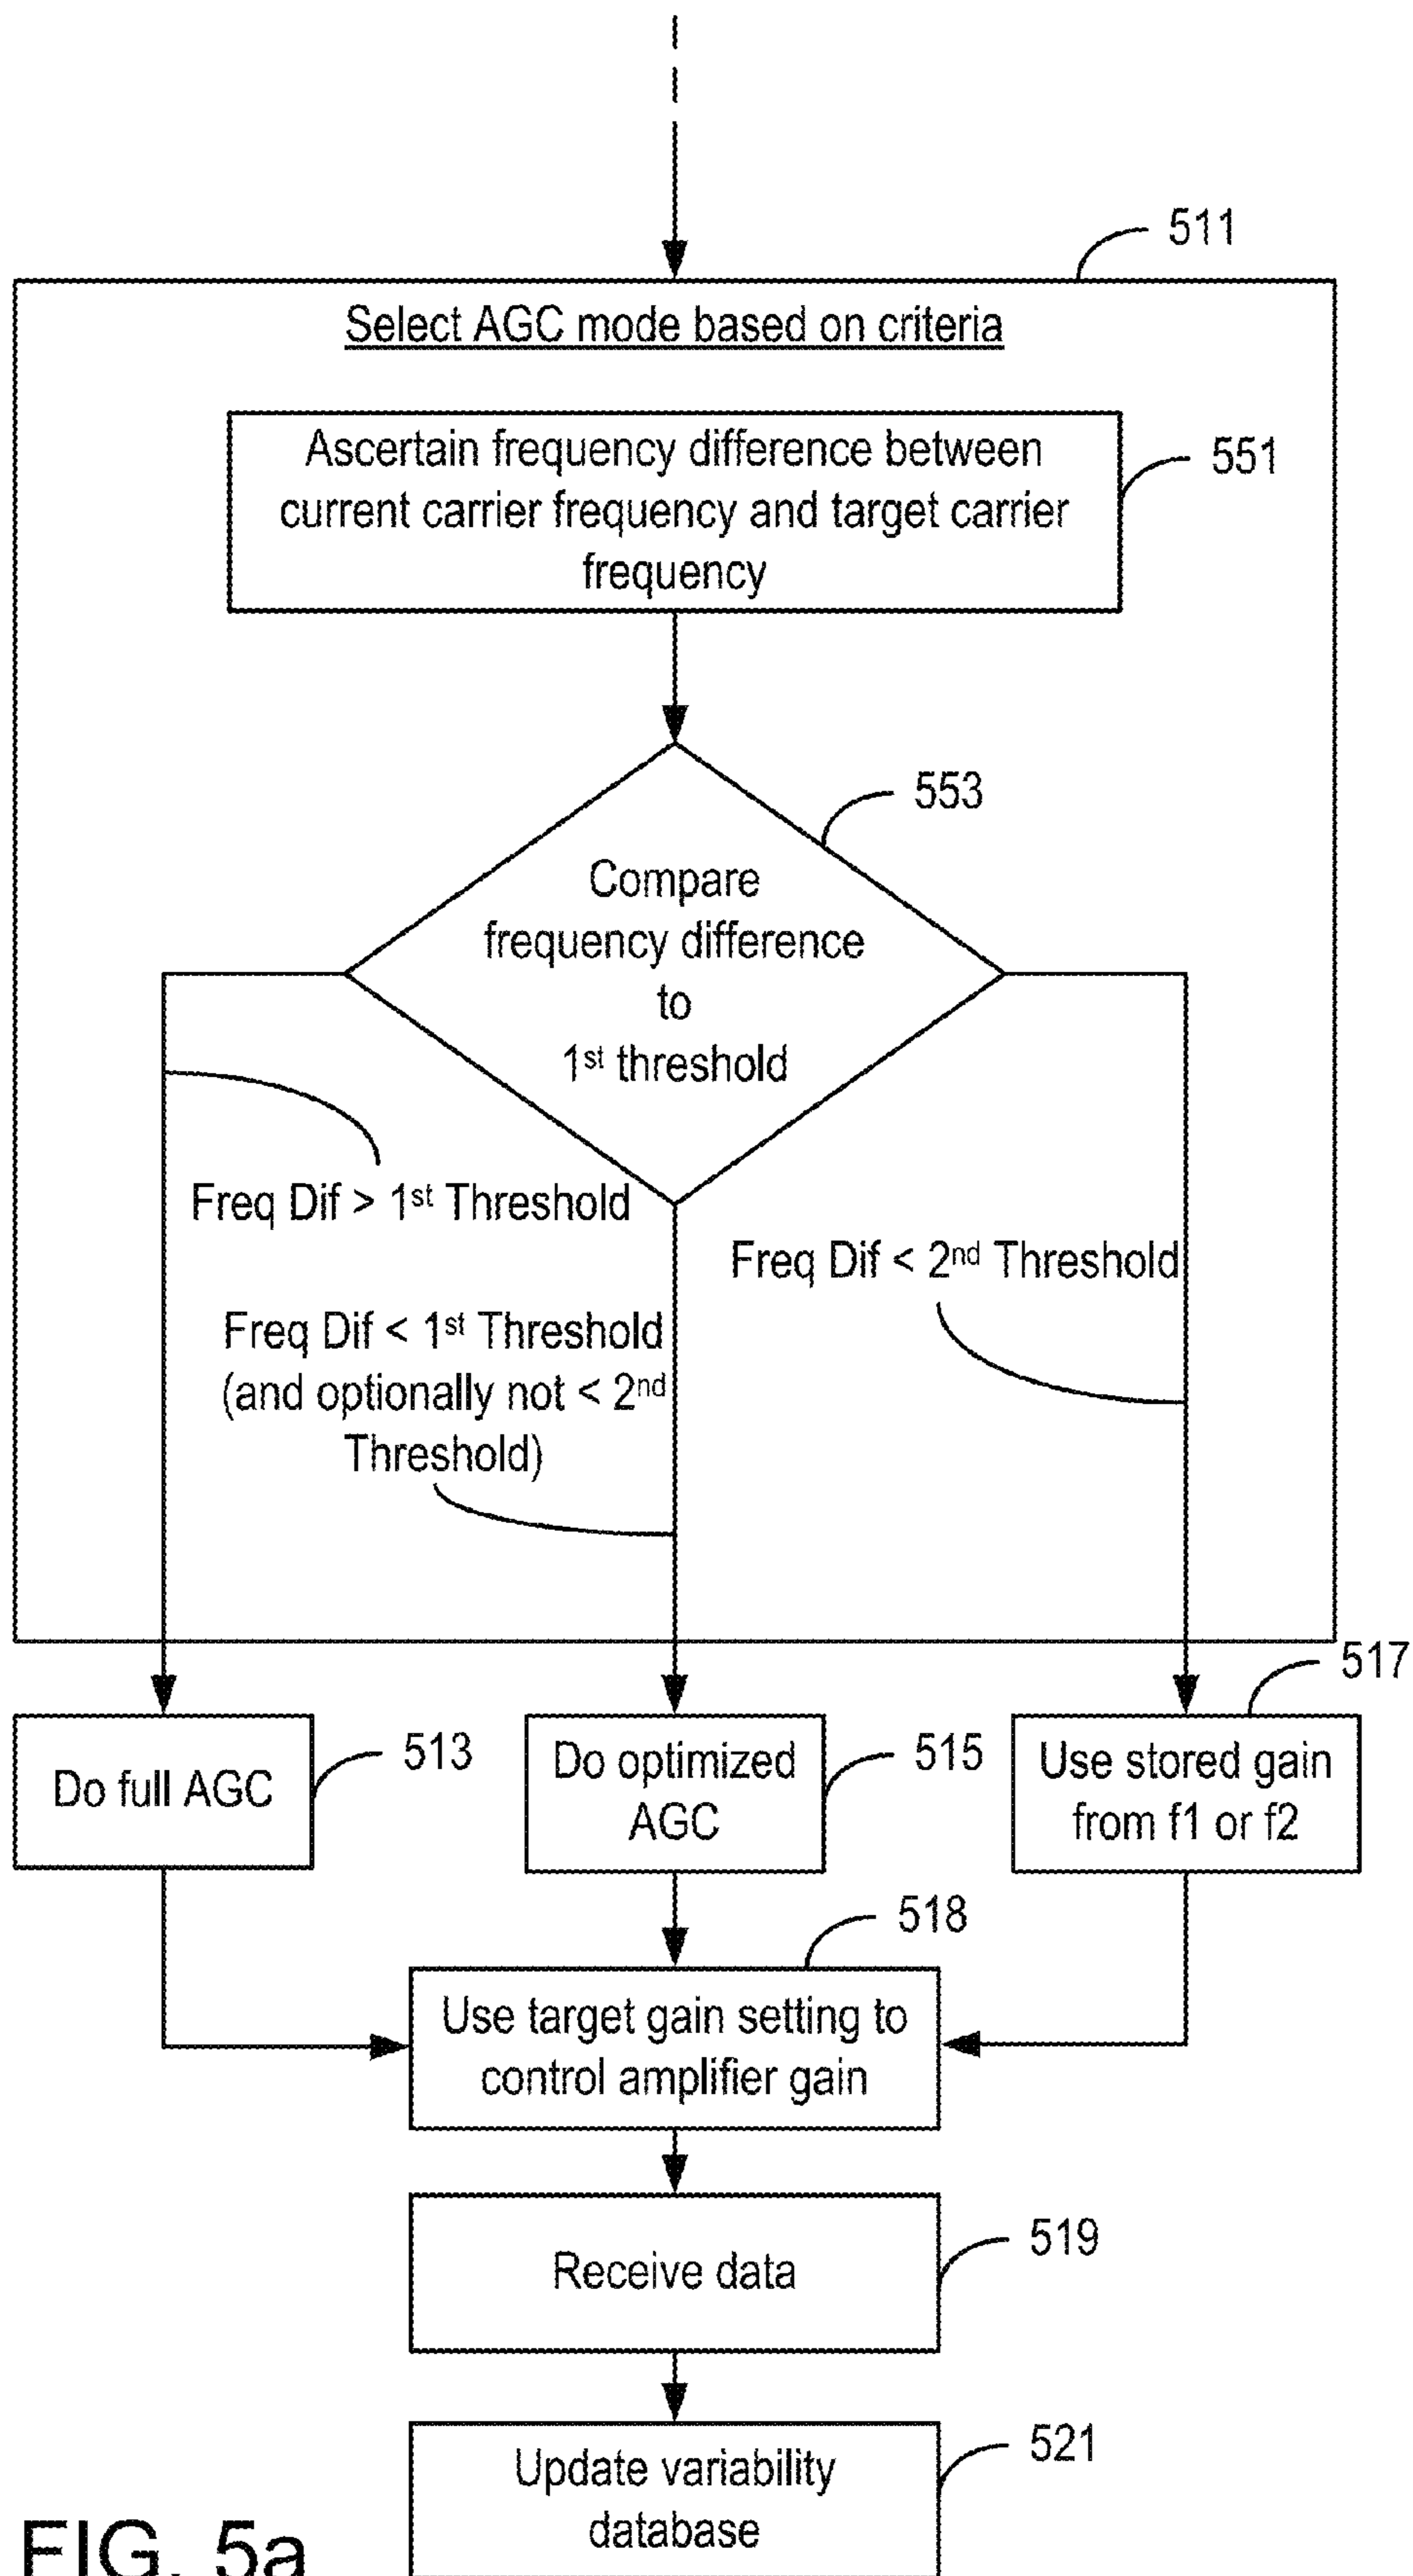 511
Select AGC mode based on criteria
Ascertain frequency difference between
current carrier frequency and target carrier
frequency
551
553
Compare
frequency difference
to
1st threshold
Freq Dif > 1st Threshold
Freq Dif < 2nd Threshold
Freq Dif < 1st Threshold
(and optionally not < 2nd
Threshold)
517
Do full AGC
513
Do optimized
AGC
515
Use stored gain
from f1 or f2
518
Use target gain setting to
control amplifier gain
Receive data
519
Update variability
database
521
FIG. 5a